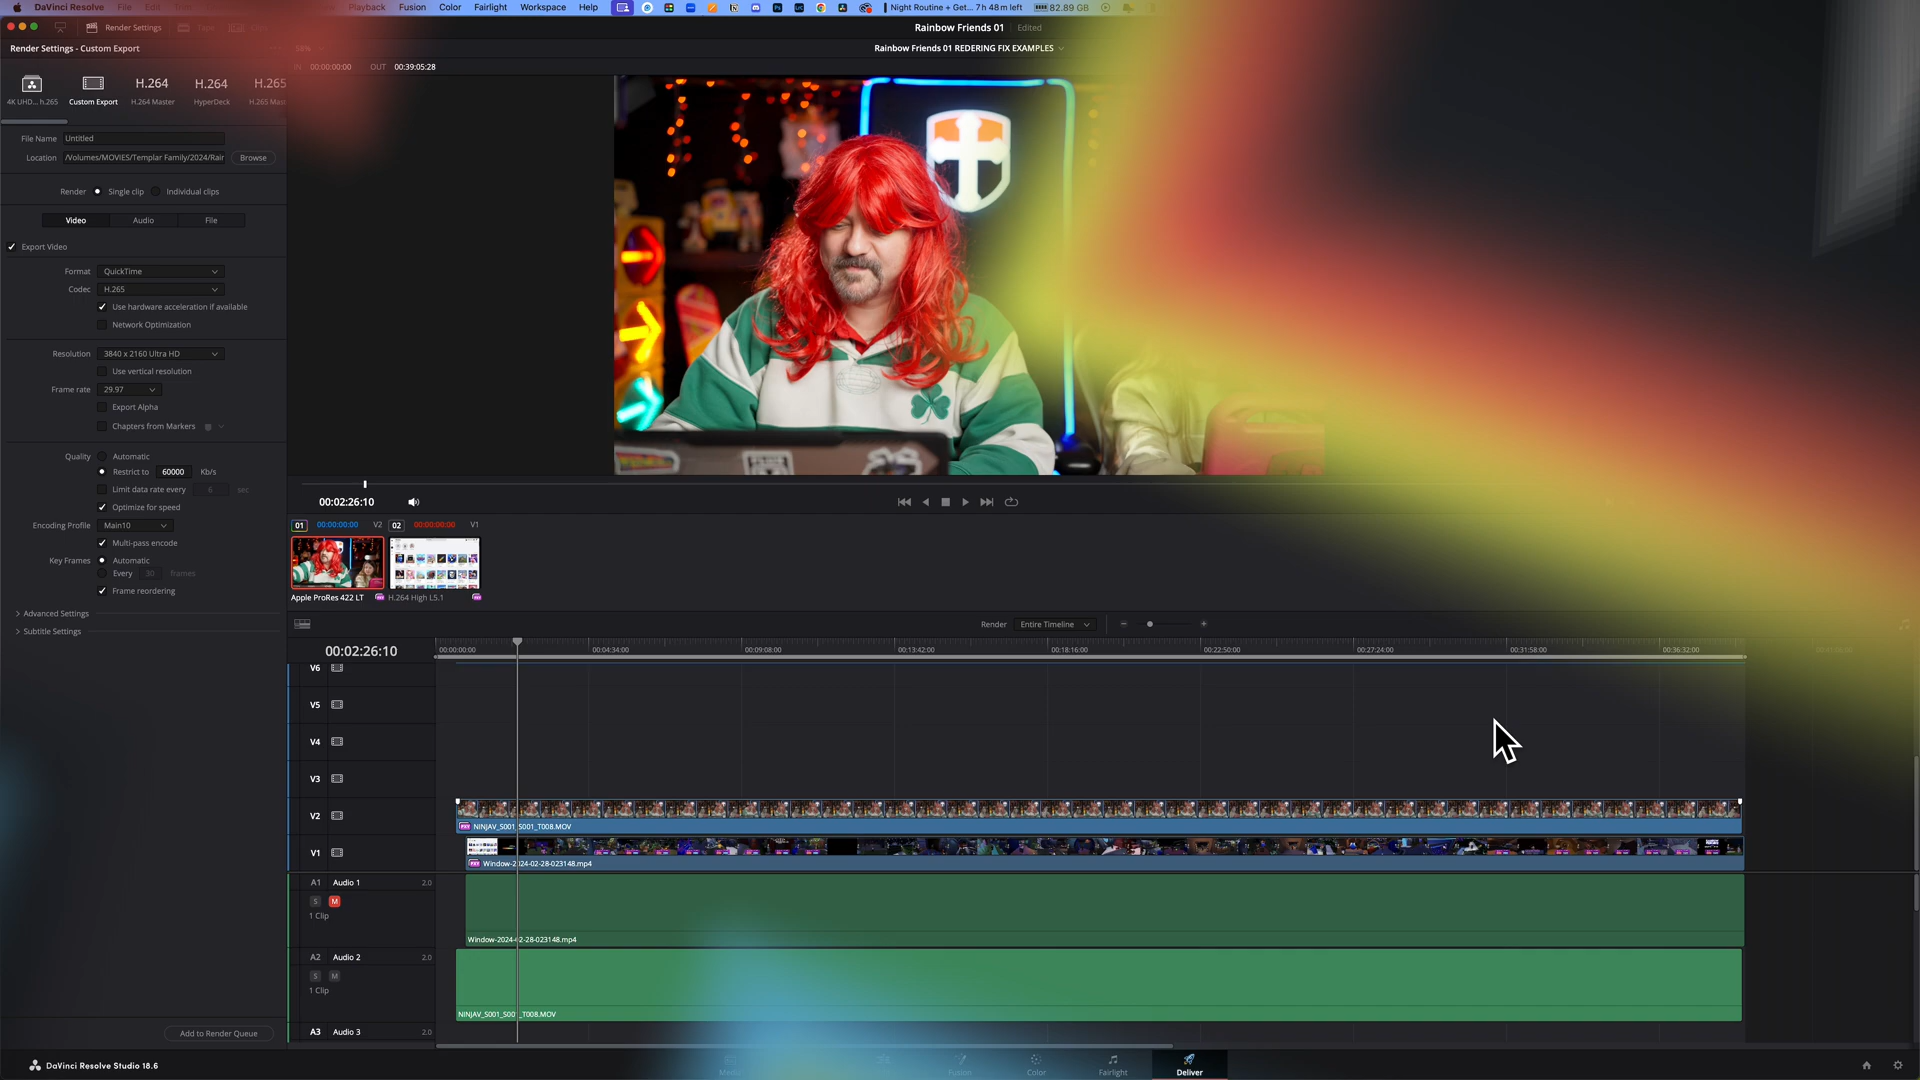 DaVinci Resolve File Edit Trim Playback Fusion Color Fairlight Workspace Help Night Routine + Get... 7 h 48 m left 82.89 GB
Render Settings Tape Rainbow Friends 01 Edited
Render Settings - Custom Export 58% Rainbow Friends 01 REDERING FIX EXAMPLES
IN 00:00:00:00 OUT 00:39:05:28
H.264 H.264 H.265
4K UHD... h.265 Custom Export H.264 Master HyperDeck H.265 Mas
File Name Untitled
Location /Volumes/MOVIES/Templar Family/2024/Rair Browse
Render Single clip Individual clips
Video Audio File
Export Video
Format QuickTime
Codec H.265
Use hardware acceleration if available
Network Optimization
Resolution 3840 x 2160 Ultra HD
Use vertical resolution
Frame rate 29.97
Export Alpha
Chapters from Markers
Quality Automatic
Restrict to 60000 Kb/s
Limit data rate every 6 sec
Optimize for speed
Encoding Profile Main10
Multi-pass encode
Key Frames Automatic
Every 30 frames
Frame reordering
Advanced Settings
Subtitle Settings
Add to Render Queue
00:02:26:10
01 00:00:00:00 V2 02 00:00:00:00 V1
Apple ProRes 422 LT H.264 High L5.1
Render Entire Timeline
00:02:26:10 00:00:00:00 00:04:34:00 00:09:08:00 00:13:42:00 00:18:16:00 00:22:50:00 00:27:24:00 00:31:58:00 00:36:32:00
V6
V5
V4
V3
V2
NINJAV_S001_S001_T008.MOV
V1
Window-2024-02-28-023148.mp4
A1 Audio 1 2.0
S M
1 Clip
Window-2024-02-28-023148.mp4
A2 Audio 2 2.0
S M
1 Clip
NINJAV_S001_S001_T008.MOV
A3 Audio 3 2.0
DaVinci Resolve Studio 18.6 Media Fusion Color Fairlight Deliver